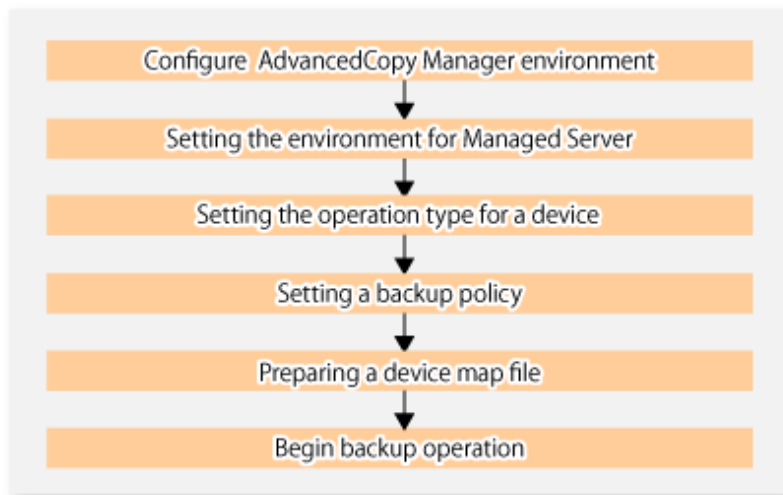 Configure AdvancedCopy Manager environment
Setting the environment for Managed Server
Setting the operation type for a device
Setting a backup policy
Preparing a device map file
Begin backup operation